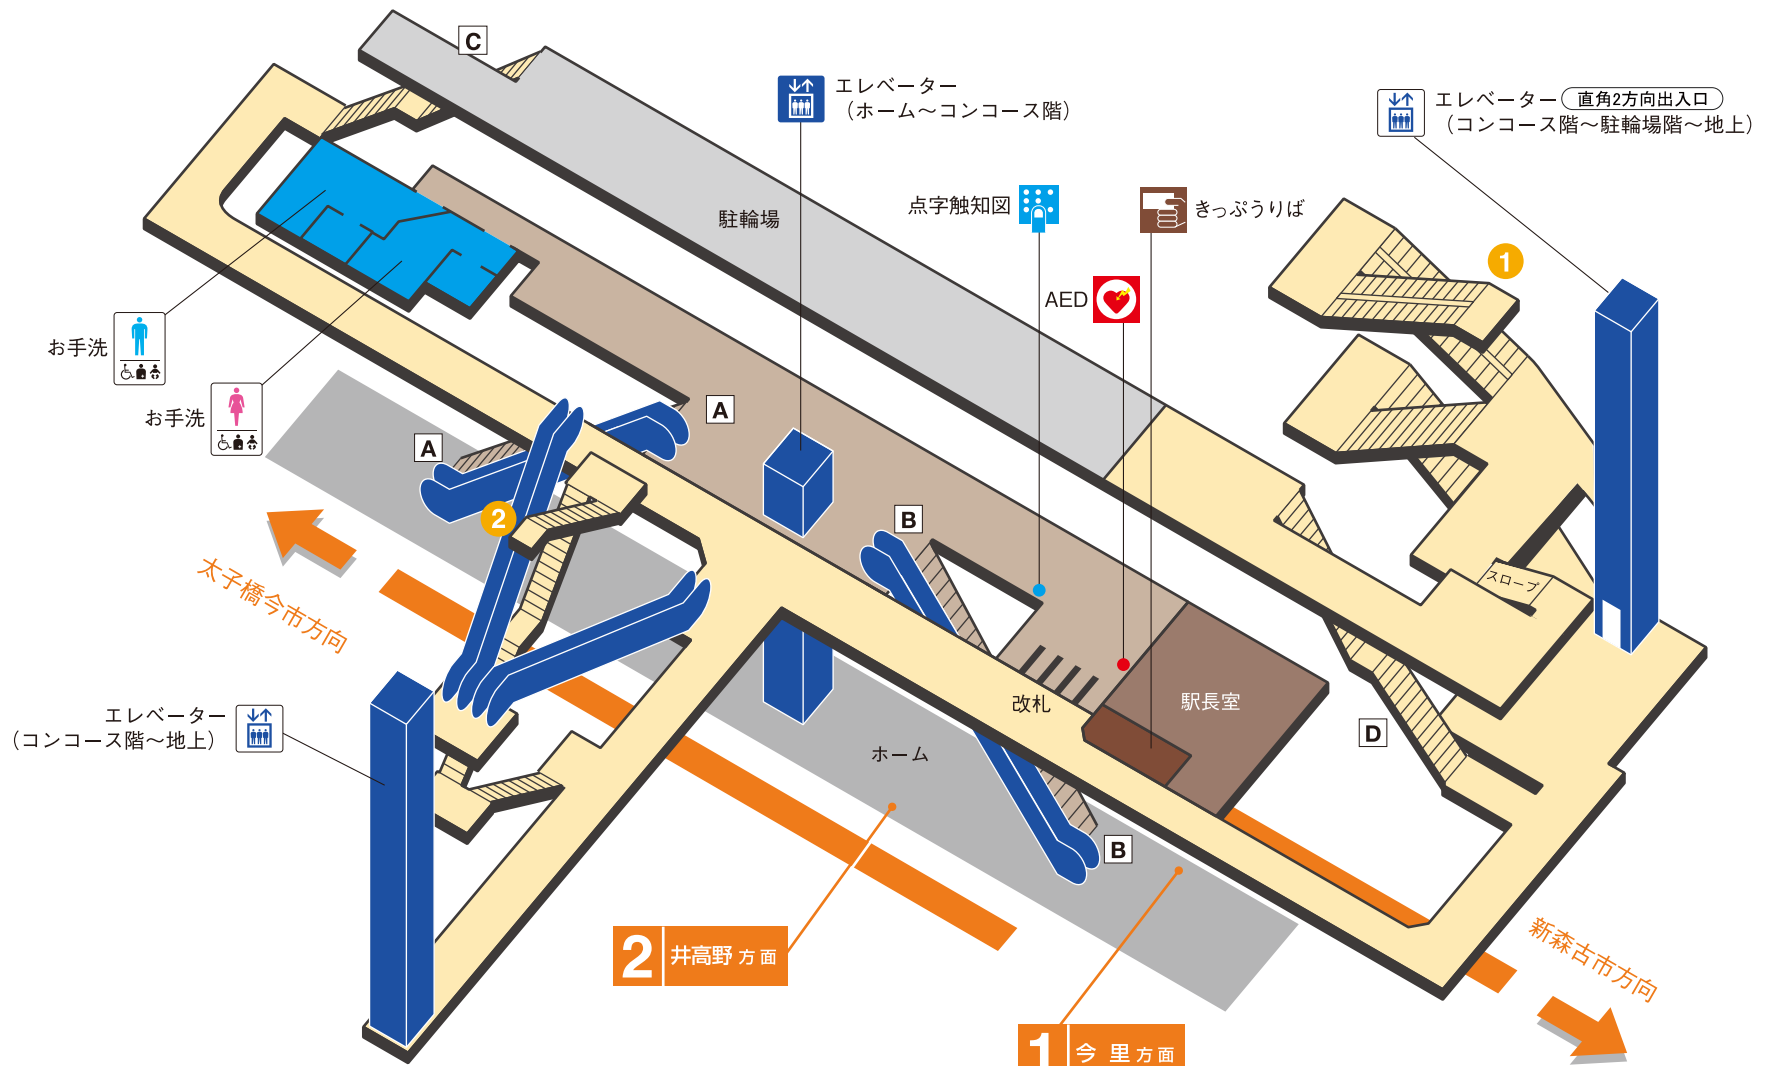 C
エレベーター
（ホーム〜コンコース階）
エレベーター 直角2方向出入口
（コンコース階〜駐輪場階〜地上）
駐輪場
点字触知図
きっぷうりば
1
AED
お手洗
お手洗
A
A
2
B
スロープ
太子橋今市方向
改札
駅長室
エレベーター
（コンコース階〜地上）
ホーム
D
B
2 井高野方面
新森古市方向
1 今里方面